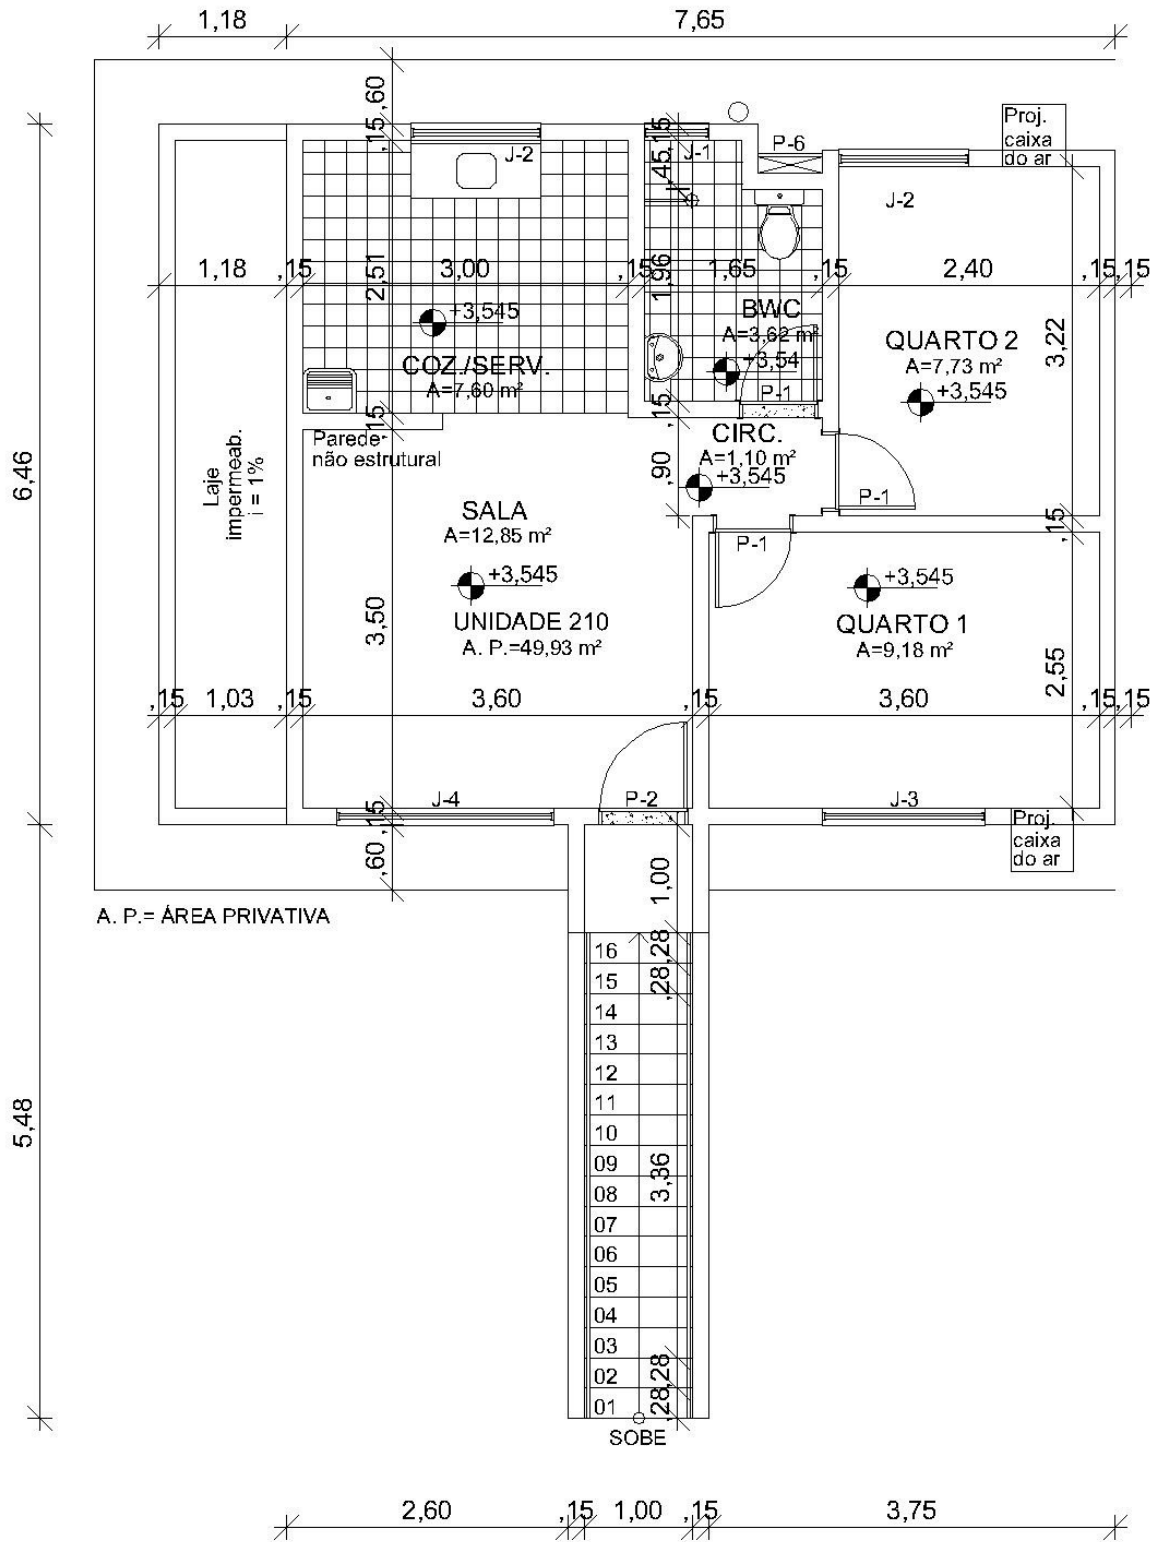 1,18
7,65
,60
,15
,15
Proj.
caixa
do ar
P-6
J-2
J-1
,45
J-2
1,18
,15
3,00
,15
1,65
,15
2,40
,15
,15
2,51
1,96
+3,545
BWC
A=3,62 m²
+3,54
3,22
QUARTO 2
A=7,73 m²
+3,545
COZ./SERV.
A=7,60 m²
P-1
,15
,15
Parede
não estrutural
CIRC.
A=1,10 m²
+3,545
,90
6,46
Laje
impermeab.
i = 1%
P-1
SALA
A=12,85 m²
,15
P-1
+3,545
+3,545
3,50
UNIDADE 210
A. P.=49,93 m²
QUARTO 1
A=9,18 m²
2,55
,15
1,03
,15
3,60
,15
3,60
,15
,15
,15
J-4
P-2
J-3
Proj.
caixa
do ar
,60
1,00
A. P.= ÁREA PRIVATIVA
16
,28
15
,28
14
13
12
11
10
09
3,36
08
07
06
05
04
03
02
,28
01
,28
5,48
SOBE
2,60
,15
1,00
,15
3,75